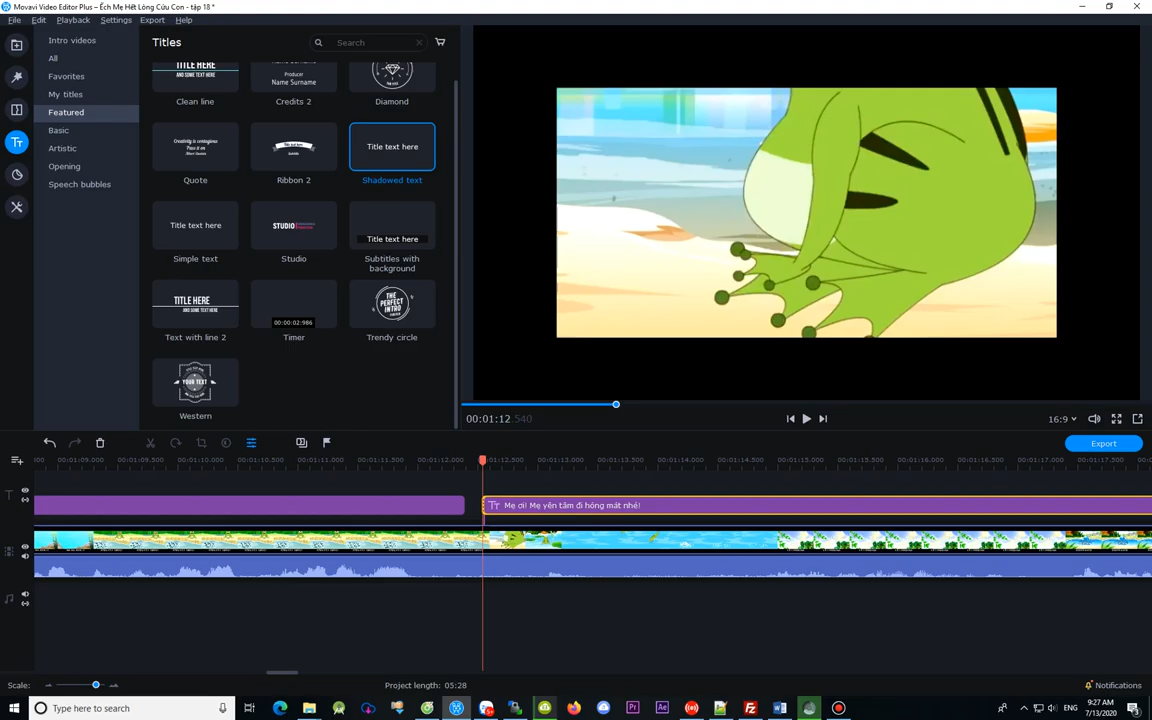 Movavi Video Editor Plus – Ếch Mẹ Hết Lòng Cứu Con - tập 18 *
File Edit Playback Settings Export Help
Intro videos
All
Favorites
My titles
Featured
Basic
Artistic
Opening
Speech bubbles
Titles
Search
TITLE HERE
AND SOME TEXT HERE
Producer
Name Surname
Clean line Credits 2 Diamond
Creativity is contagious
Pass it on
Title text here
Title text here
Quote Ribbon 2 Shadowed text
Title text here
STUDIO
Title text here
Simple text Studio Subtitles with background
TITLE HERE
AND SOME TEXT HERE
00:00:02:986
THE PERFECT INTRO
Text with line 2 Timer Trendy circle
YOUR TEXT
Western
00:01:12.540
16:9
Export
00:01:09.000 00:01:09.500 00:01:10.000 00:01:10.500 00:01:11.000 00:01:11.500 00:01:12.000 01:12.500 00:01:13.000 00:01:13.500 00:01:14.000 00:01:14.500 00:01:15.000 00:01:15.500 00:01:16.000 00:01:16.500 00:01:17.000 00:01:17.500
Tт Mẹ ơi! Mẹ yên tâm đi hóng mát nhé!
Scale:
Project length: 05:28
Notifications
Type here to search
ENG
9:27 AM
7/13/2020